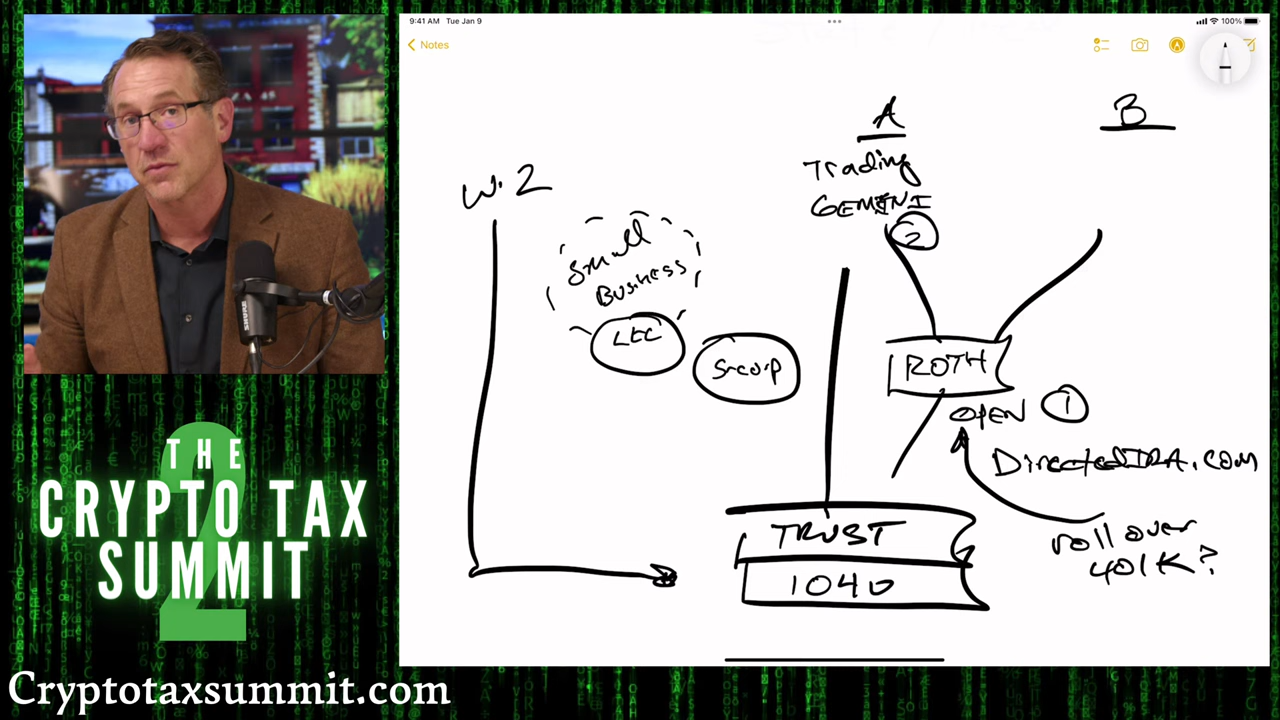 9:41 AM Tue Jan 9
100%
Notes
A
B
Trading
GEMINI
2
W-2
Small
Business
LLC
S-corp
ROTH
OPEN 1
DirectedIRA.com
roll over
401K?
TRUST
1040
SHURE
THE
2
CRYPTO TAX
SUMMIT
Cryptotaxsummit.com